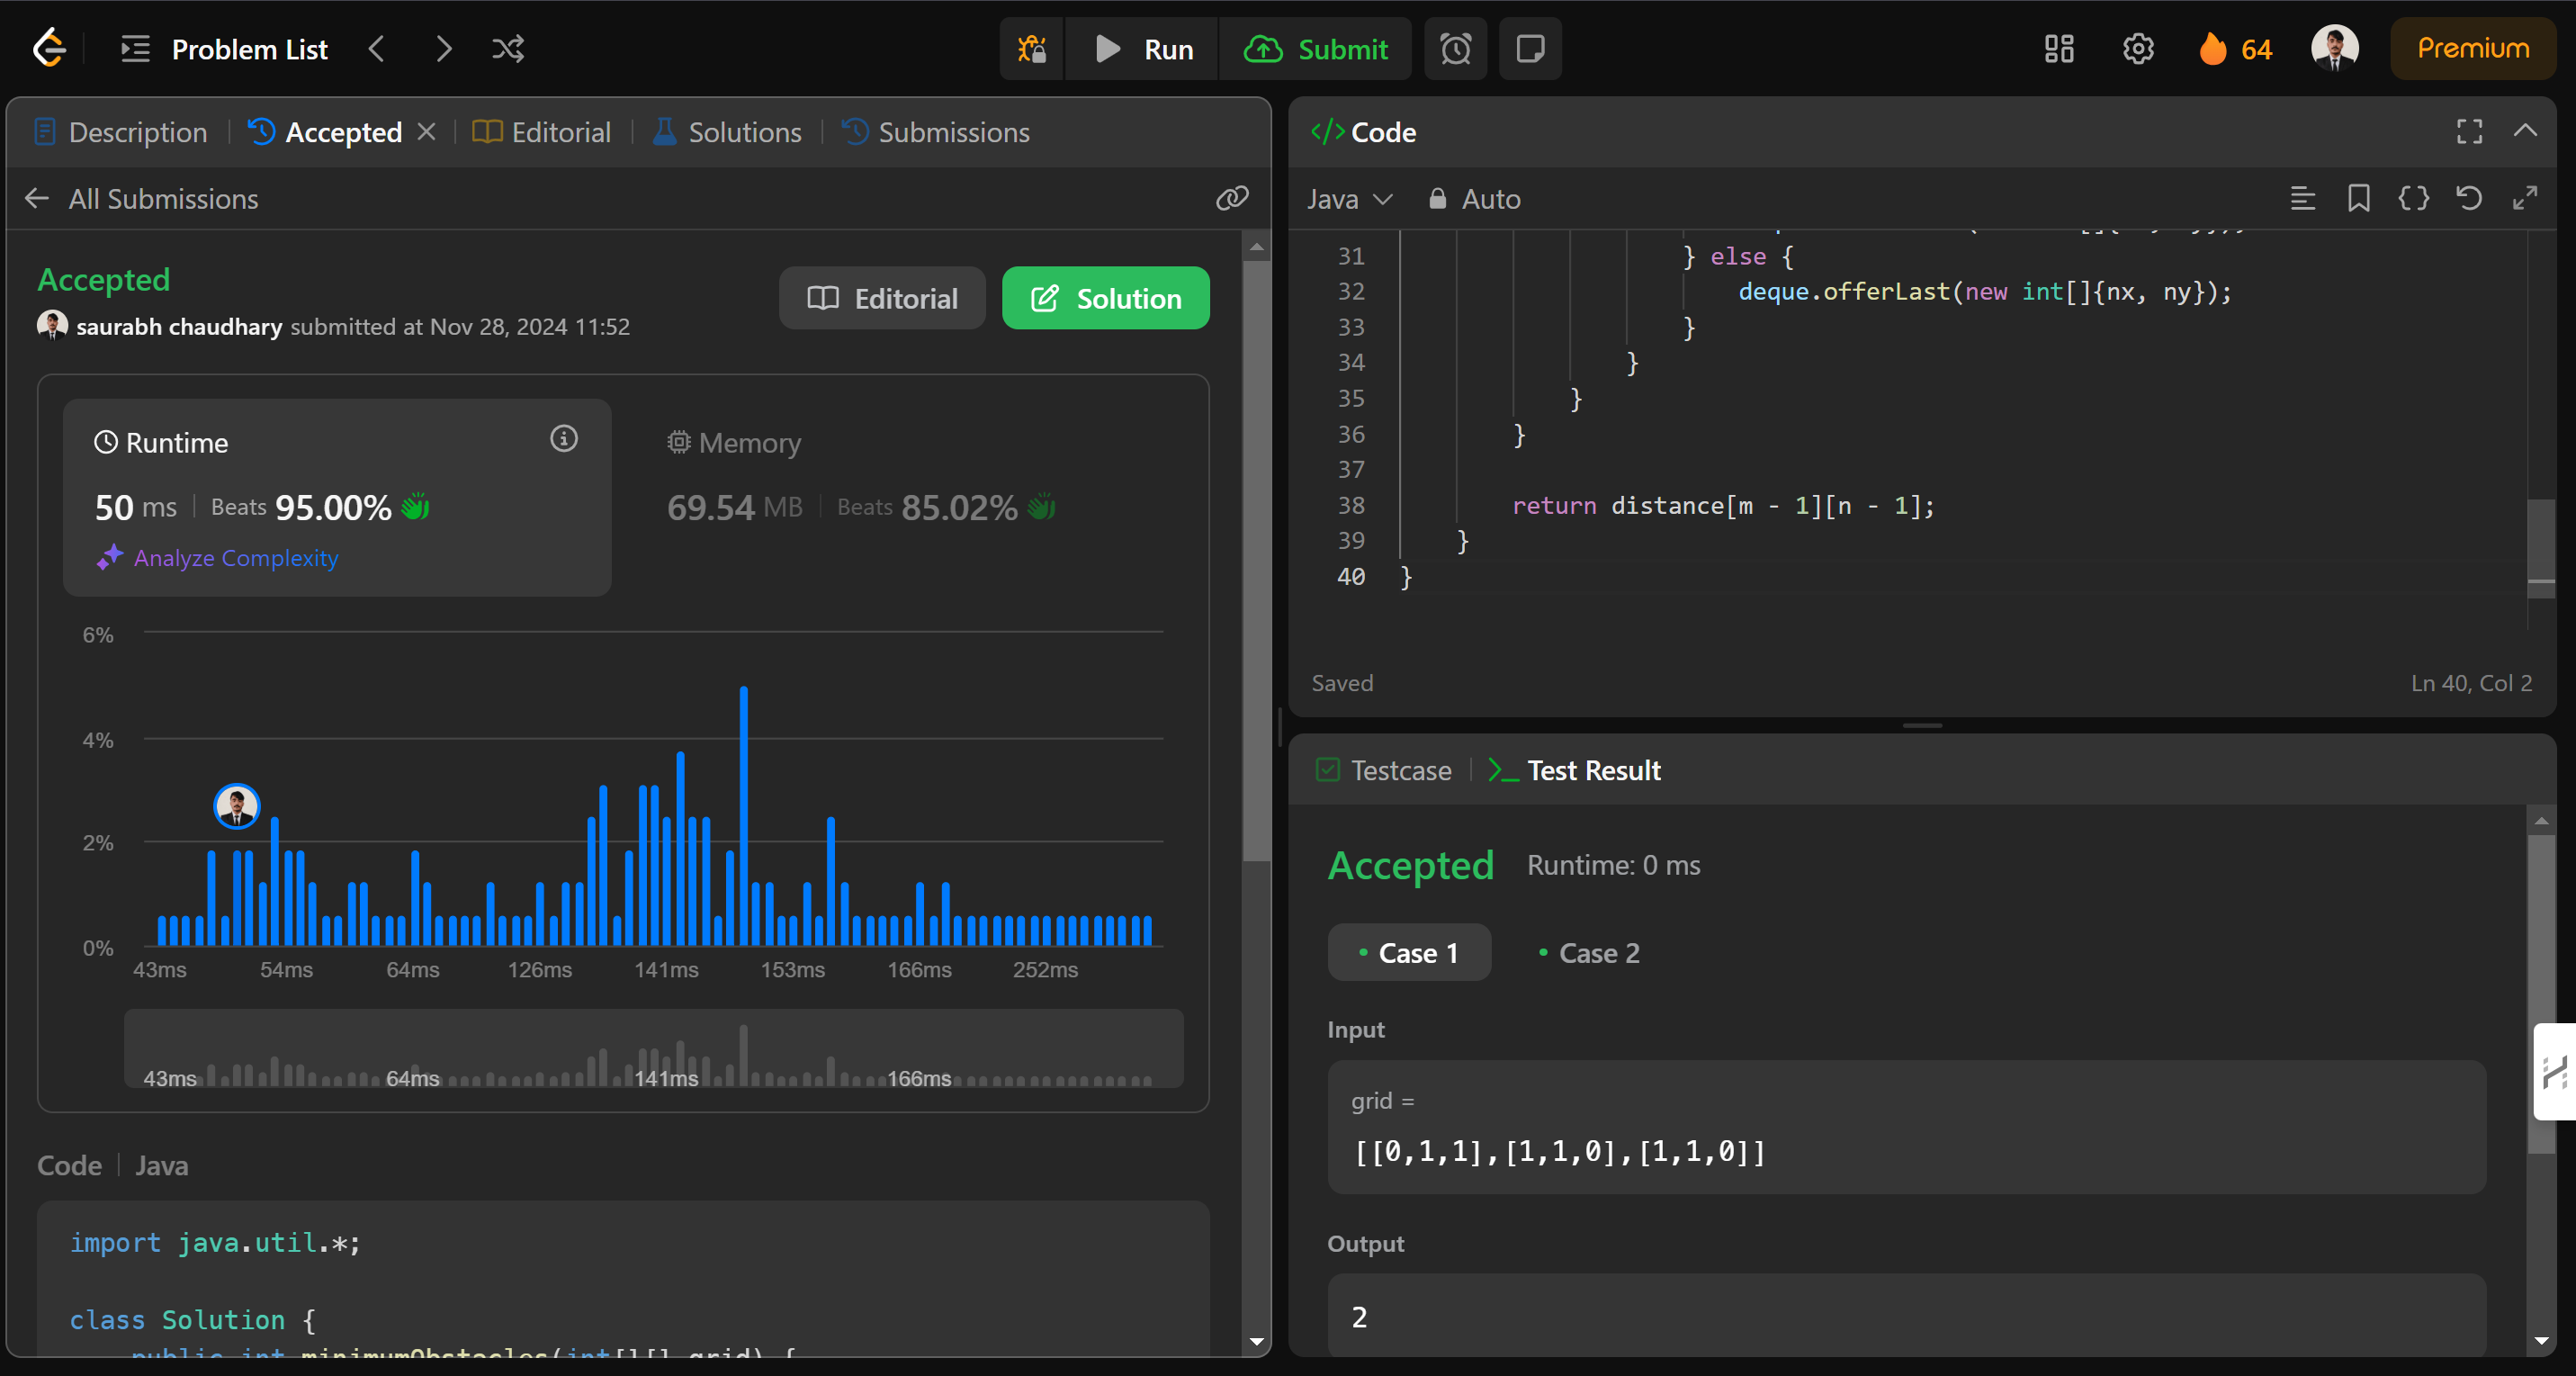 Problem List
Run
Submit
64
Premium
Description
Accepted
Editorial
Solutions
Submissions
All Submissions
Accepted
saurabh chaudhary submitted at Nov 28, 2024 11:52
Editorial
Solution
Runtime
50 ms
Beats 95.00%
Analyze Complexity
Memory
69.54 MB
Beats 85.02%
6%
4%
2%
0%
43ms 54ms 64ms 126ms 141ms 153ms 166ms 252ms
43ms 64ms 141ms 166ms
Code
Java
import java.util.*;
class Solution {
public int minimumObstacles(int[][] grid) {
Code
Java
Auto
31 } else {
32 deque.offerLast(new int[]{nx, ny});
33 }
34 }
35 }
36 }
37
38 return distance[m - 1][n - 1];
39 }
40 }
Saved
Ln 40, Col 2
Testcase
Test Result
Accepted
Runtime: 0 ms
Case 1
Case 2
Input
grid =
[[0,1,1],[1,1,0],[1,1,0]]
Output
2